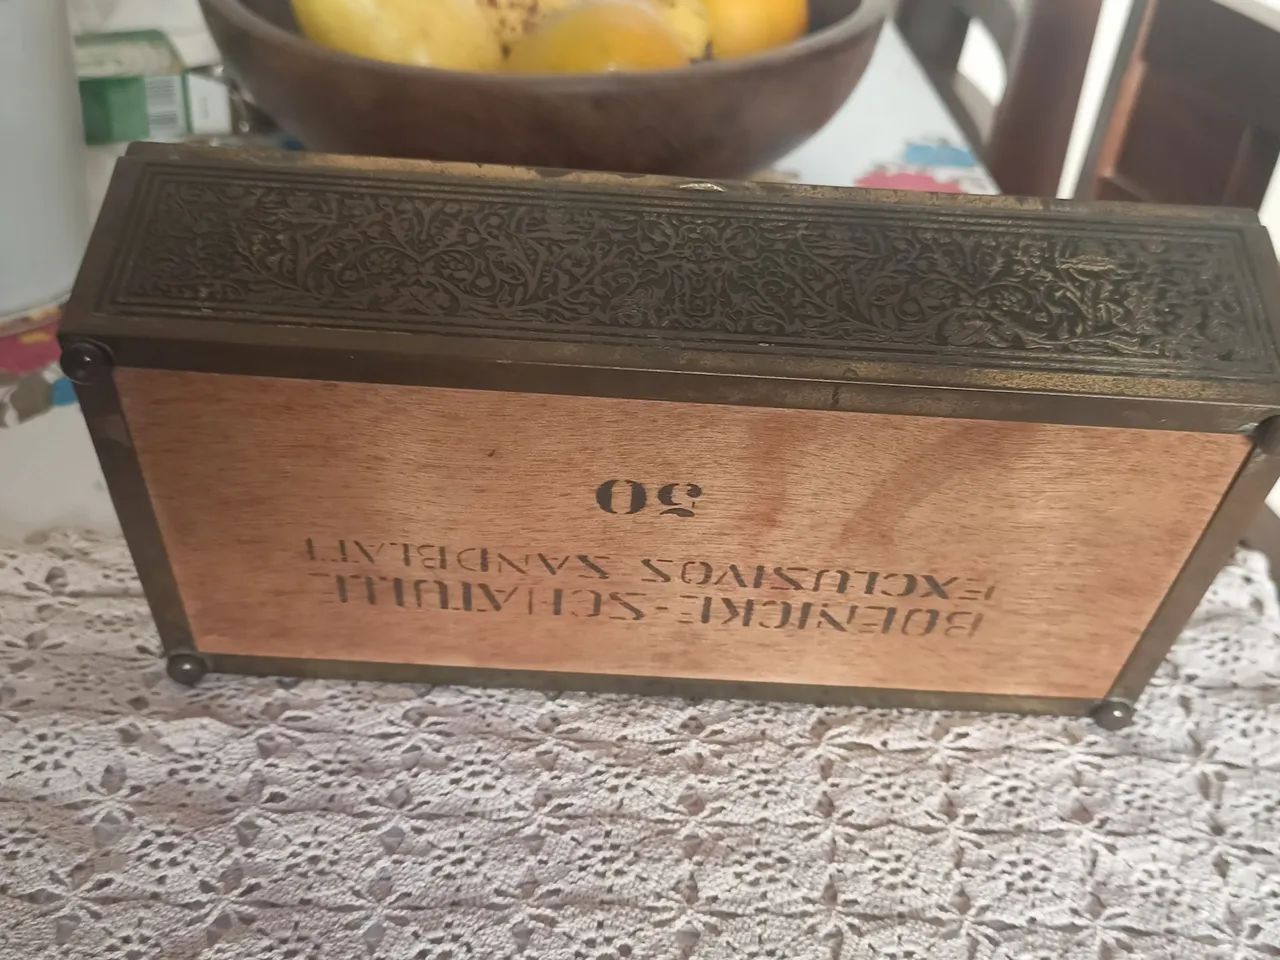 BOENICKE-SCHATULLE
EXCLUSIVOS SANDBLATT
50